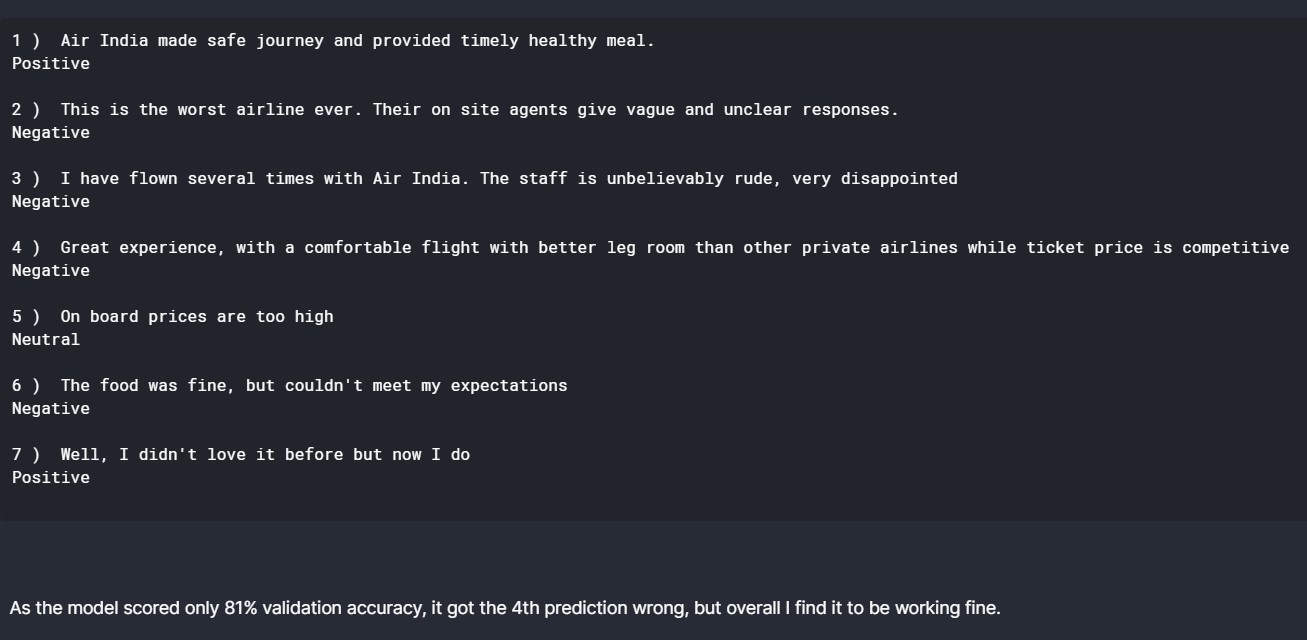 1 )  Air India made safe journey and provided timely healthy meal.
Positive
2 )  This is the worst airline ever. Their on site agents give vague and unclear responses.
Negative
3 )  I have flown several times with Air India. The staff is unbelievably rude, very disappointed
Negative
4 )  Great experience, with a comfortable flight with better leg room than other private airlines while ticket price is competitive
Negative
5 )  On board prices are too high
Neutral
6 )  The food was fine, but couldn't meet my expectations
Negative
7 )  Well, I didn't love it before but now I do
Positive
As the model scored only 81% validation accuracy, it got the 4th prediction wrong, but overall I find it to be working fine.